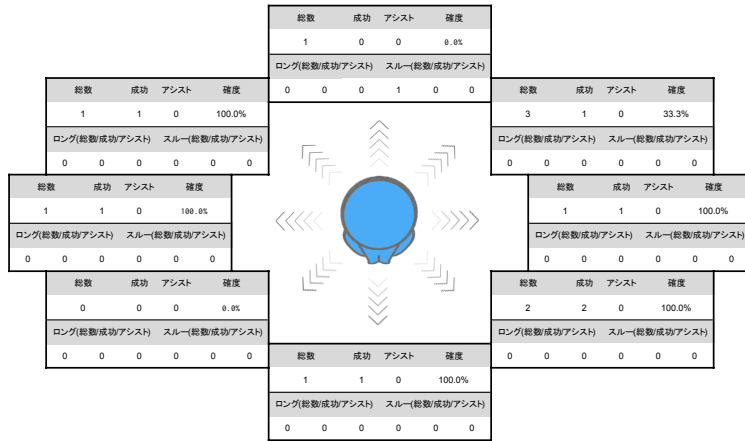 総数 成功 アシスト 確度
1 0 0 0.0%
ロング(総数/成功/アシスト) スルー(総数/成功/アシスト)
0 0 0 1 0 0
総数 成功 アシスト 確度
1 1 0 100.0%
ロング(総数/成功/アシスト) スルー(総数/成功/アシスト)
0 0 0 0 0 0
総数 成功 アシスト 確度
3 1 0 33.3%
ロング(総数/成功/アシスト) スルー(総数/成功/アシスト)
0 0 0 0 0 0
総数 成功 アシスト 確度
1 1 0 100.0%
ロング(総数/成功/アシスト) スルー(総数/成功/アシスト)
0 0 0 0 0 0
総数 成功 アシスト 確度
1 1 0 100.0%
ロング(総数/成功/アシスト) スルー(総数/成功/アシスト)
0 0 0 0 0 0
総数 成功 アシスト 確度
0 0 0 0.0%
ロング(総数/成功/アシスト) スルー(総数/成功/アシスト)
0 0 0 0 0 0
総数 成功 アシスト 確度
2 2 0 100.0%
ロング(総数/成功/アシスト) スルー(総数/成功/アシスト)
0 0 0 0 0 0
総数 成功 アシスト 確度
1 1 0 100.0%
ロング(総数/成功/アシスト) スルー(総数/成功/アシスト)
0 0 0 0 0 0